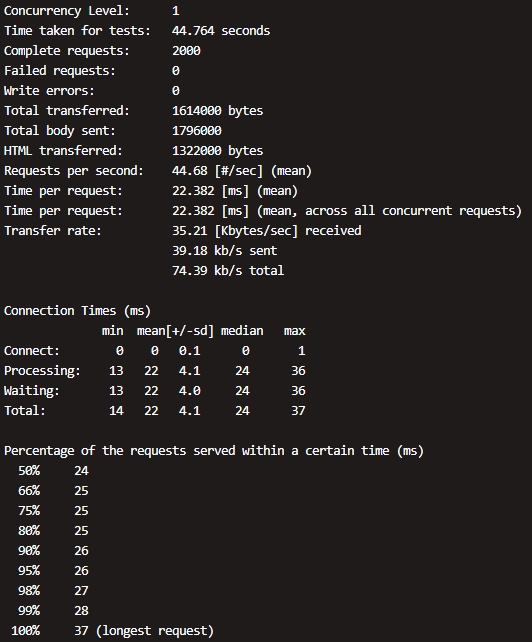 Concurrency Level:      1
Time taken for tests:   44.764 seconds
Complete requests:      2000
Failed requests:        0
Write errors:           0
Total transferred:      1614000 bytes
Total body sent:        1796000
HTML transferred:       1322000 bytes
Requests per second:    44.68 [#/sec] (mean)
Time per request:       22.382 [ms] (mean)
Time per request:       22.382 [ms] (mean, across all concurrent requests)
Transfer rate:          35.21 [Kbytes/sec] received
                        39.18 kb/s sent
                        74.39 kb/s total

Connection Times (ms)
              min  mean[+/-sd] median   max
Connect:        0    0   0.1      0       1
Processing:    13   22   4.1     24      36
Waiting:       13   22   4.0     24      36
Total:         14   22   4.1     24      37

Percentage of the requests served within a certain time (ms)
  50%     24
  66%     25
  75%     25
  80%     25
  90%     26
  95%     26
  98%     27
  99%     28
 100%     37 (longest request)